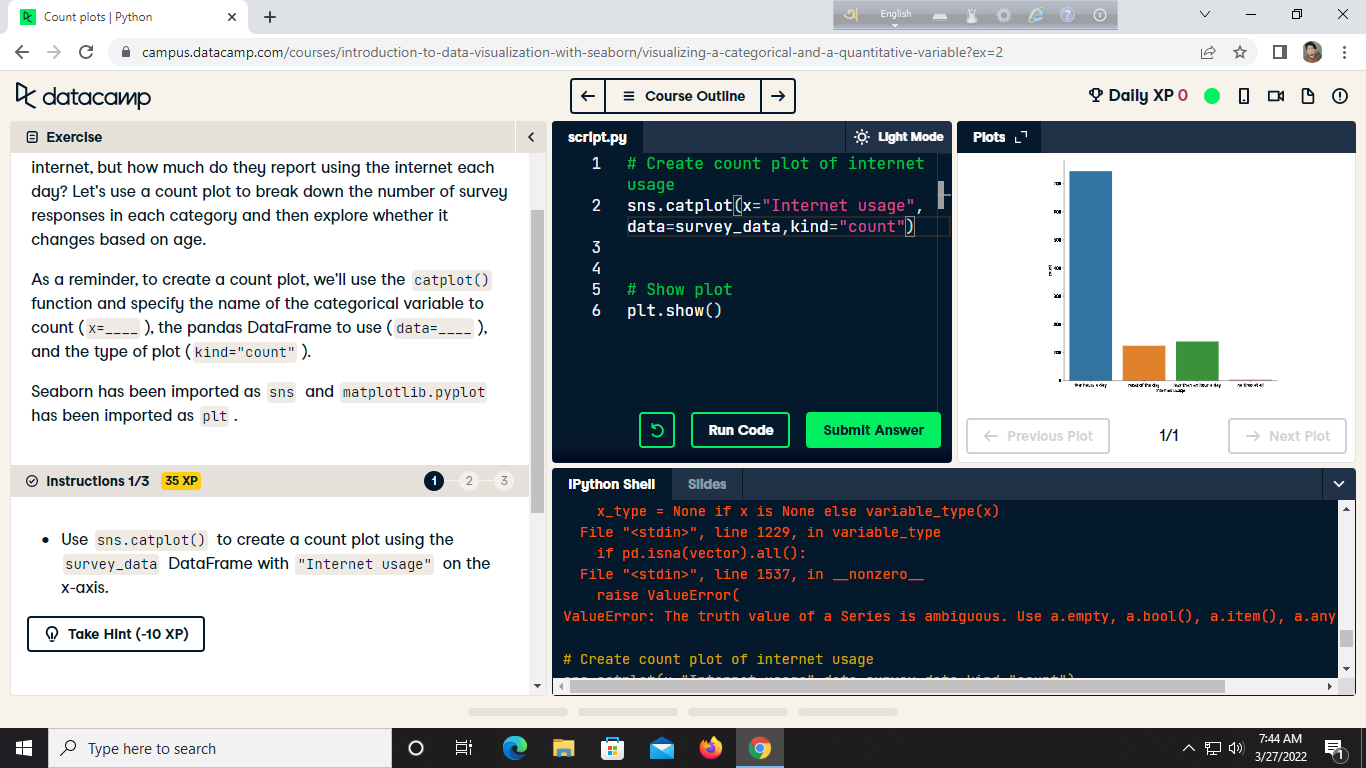 Count plots | Python
English
campus.datacamp.com/courses/introduction-to-data-visualization-with-seaborn/visualizing-a-categorical-and-a-quantitative-variable?ex=2
datacamp
Course Outline
Daily XP 0
Exercise
internet, but how much do they report using the internet each
day? Let's use a count plot to break down the number of survey
responses in each category and then explore whether it
changes based on age.
As a reminder, to create a count plot, we'll use the catplot()
function and specify the name of the categorical variable to
count ( x=____ ), the pandas DataFrame to use ( data=____ ),
and the type of plot ( kind="count" ).
Seaborn has been imported as sns and matplotlib.pyplot
has been imported as plt .
Instructions 1/3 35 XP
1 2 3
Use sns.catplot() to create a count plot using the
survey_data DataFrame with "Internet usage" on the
x-axis.
Take Hint (-10 XP)
script.py
Light Mode
1 # Create count plot of internet
usage
2 sns.catplot(x="Internet usage",
data=survey_data,kind="count")
3
4
5 # Show plot
6 plt.show()
Run Code
Submit Answer
Plots
Previous Plot
1/1
Next Plot
IPython Shell
Slides
x_type = None if x is None else variable_type(x)
File "<stdin>", line 1229, in variable_type
if pd.isna(vector).all():
File "<stdin>", line 1537, in __nonzero__
raise ValueError(
ValueError: The truth value of a Series is ambiguous. Use a.empty, a.bool(), a.item(), a.any
# Create count plot of internet usage
Type here to search
7:44 AM
3/27/2022
1